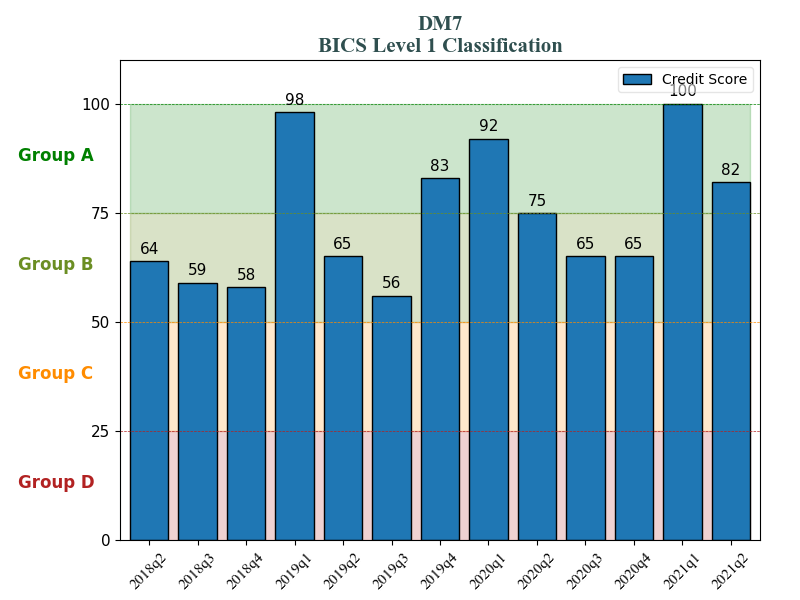 DM7
BICS Level 1 Classification
Credit Score
100
98
100
92
Group A
83
82
75
75
64
65
65
65
Group B
59
58
56
50
Group C
25
Group D
0
2018q2
2018q3
2018q4
2019q1
2019q2
2019q3
2019q4
2020q1
2020q2
2020q3
2020q4
2021q1
2021q2